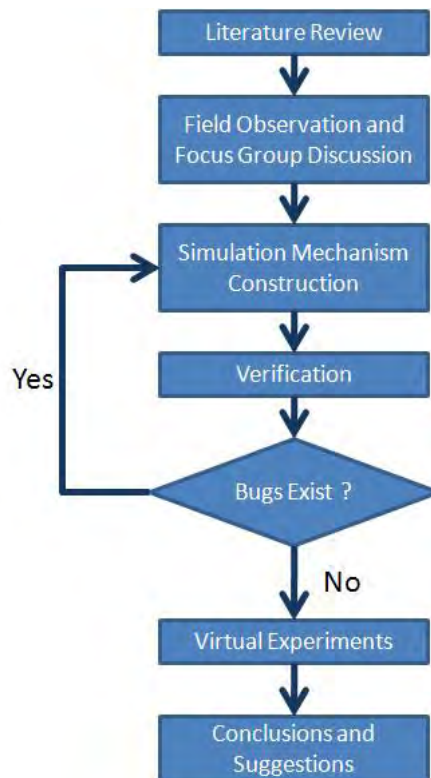 Literature Review
Field Observation and
Focus Group Discussion
Simulation Mechanism
Construction
Verification
Yes
Bugs Exist ?
No
Virtual Experiments
Conclusions and
Suggestions